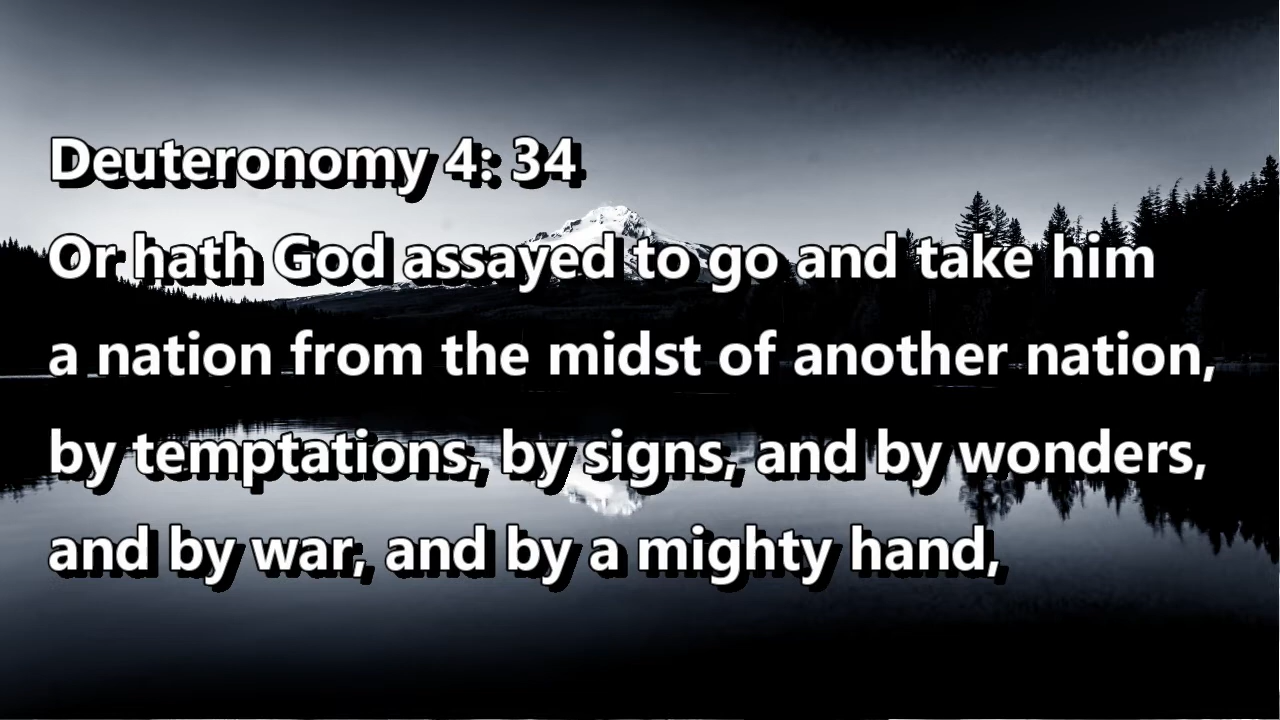 Deuteronomy 4: 34
Or hath God assayed to go and take him
a nation from the midst of another nation,
by temptations, by signs, and by wonders,
and by war, and by a mighty hand,